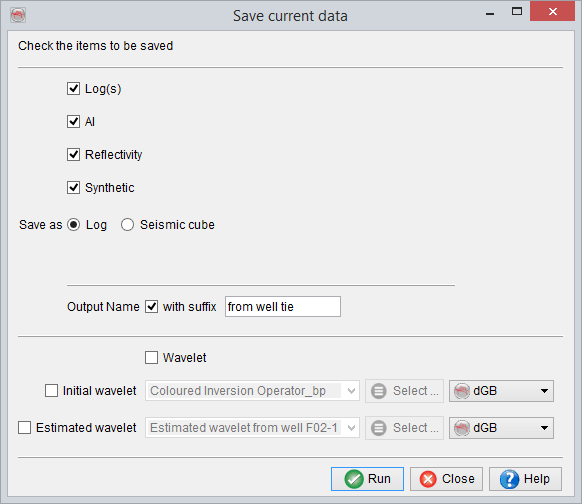 Save current data
Check the items to be saved
Log(s)
AI
Reflectivity
Synthetic
Save as Log Seismic cube
Output Name with suffix from well tie
Wavelet
Initial wavelet Coloured Inversion Operator_bp Select ... dGB
Estimated wavelet Estimated wavelet from well F02-1 Select ... dGB
Run Close Help